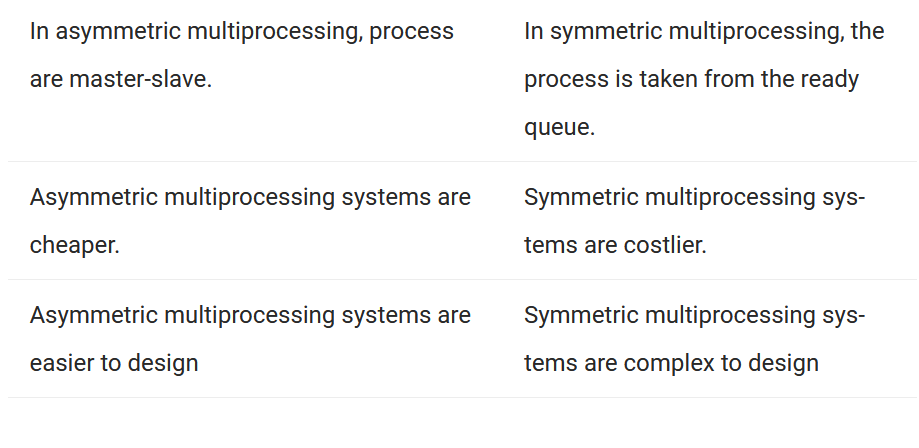 In asymmetric multiprocessing, process
are master-slave.
In symmetric multiprocessing, the
process is taken from the ready
queue.
Asymmetric multiprocessing systems are
cheaper.
Symmetric multiprocessing sys-
tems are costlier.
Asymmetric multiprocessing systems are
easier to design
Symmetric multiprocessing sys-
tems are complex to design